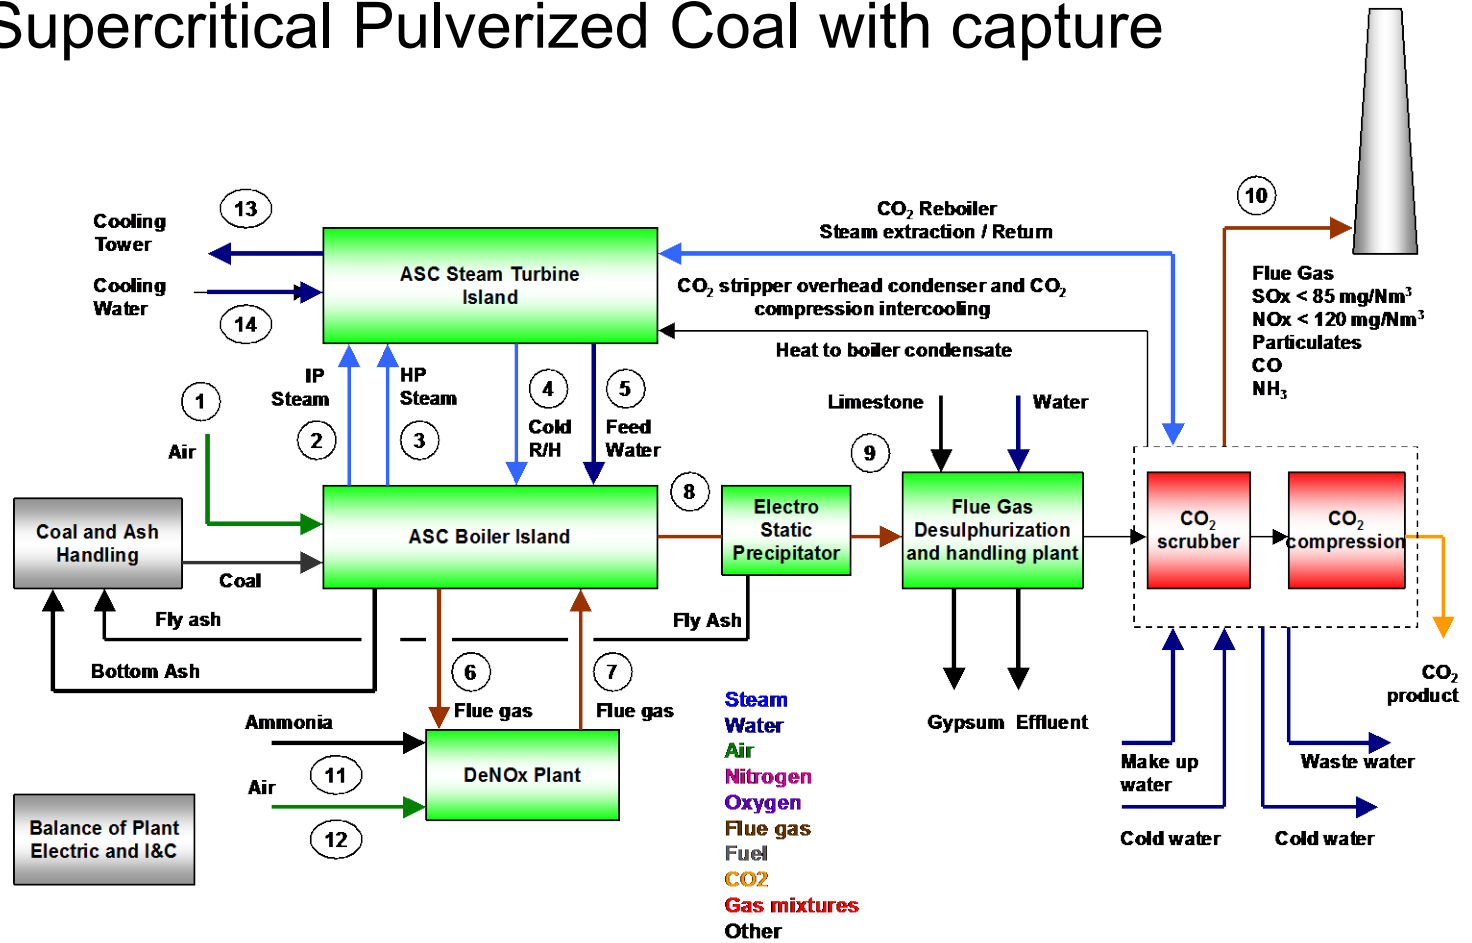 Supercritical Pulverized Coal with capture
10
13
Cooling
Tower
CO₂ Reboiler
Steam extraction / Return
ASC Steam Turbine
Island
Cooling
Water
14
CO₂ stripper overhead condenser and CO₂
compression intercooling
Heat to boiler condensate
Flue Gas
SOx < 85 mg/Nm³
NOx < 120 mg/Nm³
Particulates
CO
NH₃
IP
Steam
2
HP
Steam
3
4
Cold
R/H
5
Feed
Water
1
Air
Limestone
Water
9
8
Coal and Ash
Handling
Coal
ASC Boiler Island
Electro
Static
Precipitator
Flue Gas
Desulphurization
and handling plant
CO₂
scrubber
CO₂
compression
Fly ash
Fly Ash
Bottom Ash
6
Flue gas
7
Flue gas
Gypsum
Effluent
CO₂
product
Ammonia
11
Air
12
DeNOx Plant
Make up
water
Waste water
Cold water
Cold water
Balance of Plant
Electric and I&C
Steam
Water
Air
Nitrogen
Oxygen
Flue gas
Fuel
CO2
Gas mixtures
Other